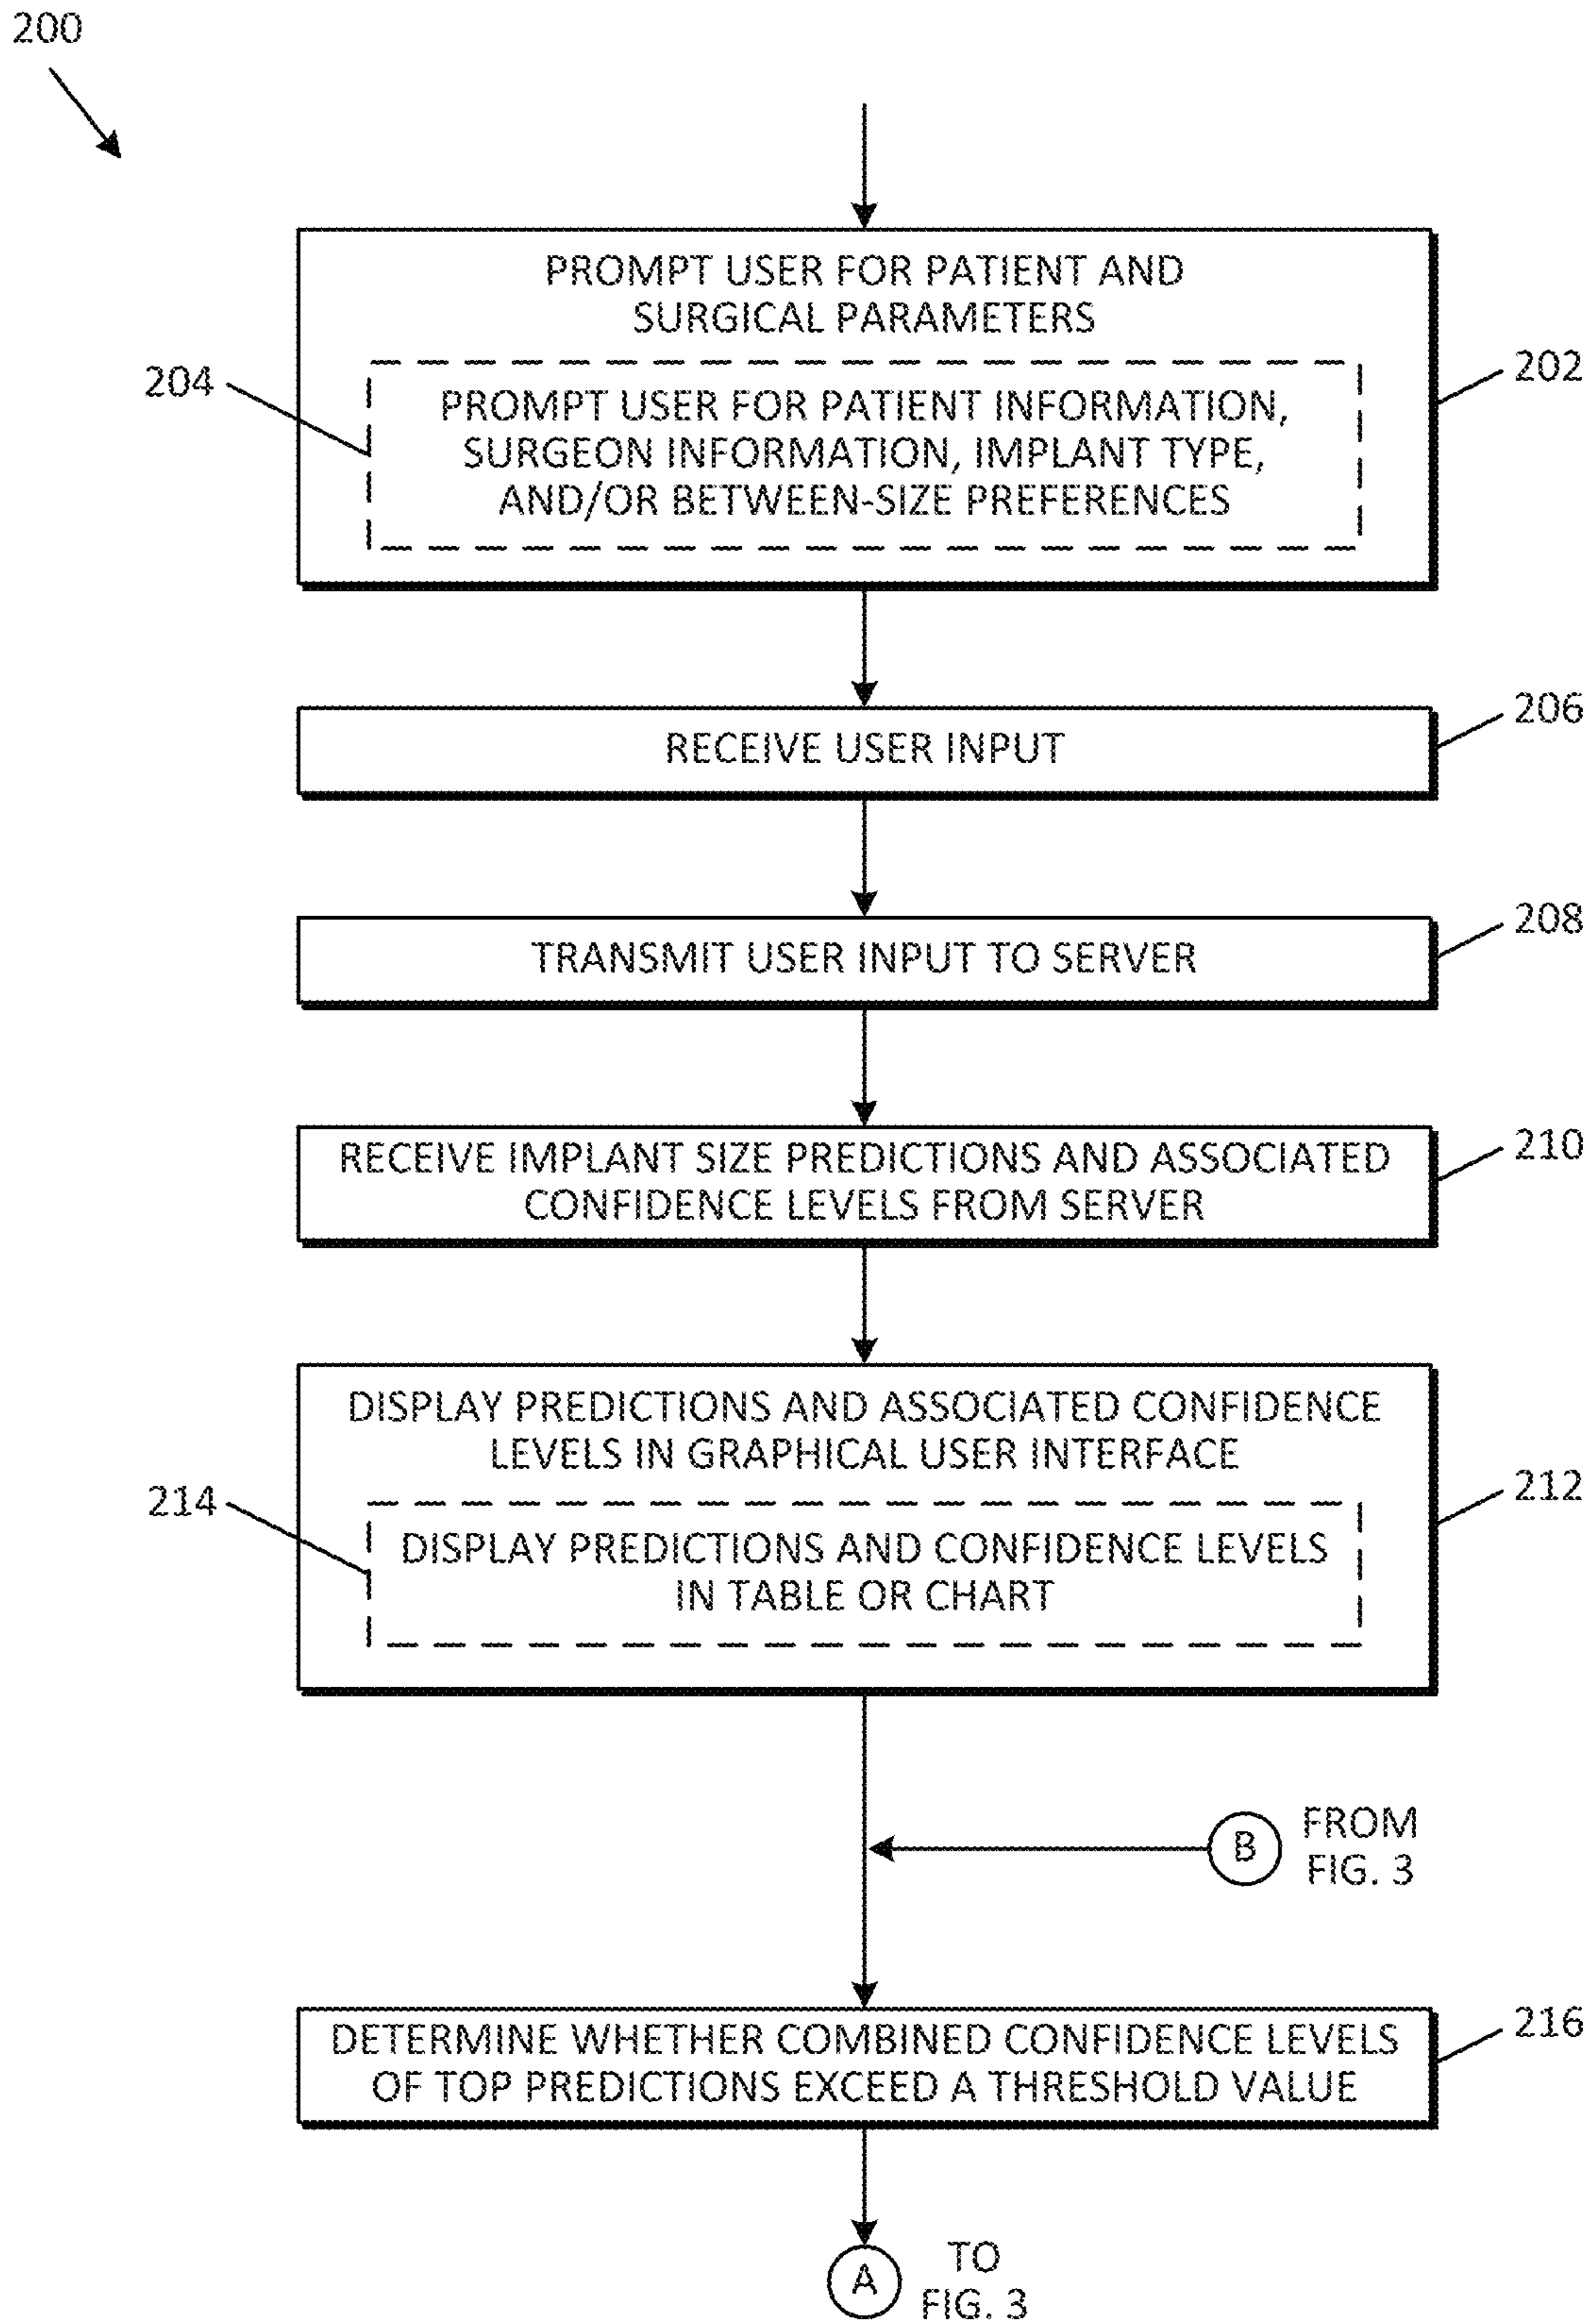 200
PROMPT USER FOR PATIENT AND
SURGICAL PARAMETERS
202
204
PROMPT USER FOR PATIENT INFORMATION,
SURGEON INFORMATION, IMPLANT TYPE,
AND/OR BETWEEN-SIZE PREFERENCES
206
RECEIVE USER INPUT
208
TRANSMIT USER INPUT TO SERVER
210
RECEIVE IMPLANT SIZE PREDICTIONS AND ASSOCIATED
CONFIDENCE LEVELS FROM SERVER
DISPLAY PREDICTIONS AND ASSOCIATED CONFIDENCE
LEVELS IN GRAPHICAL USER INTERFACE
212
214
DISPLAY PREDICTIONS AND CONFIDENCE LEVELS
IN TABLE OR CHART
B
FROM
FIG. 3
216
DETERMINE WHETHER COMBINED CONFIDENCE LEVELS
OF TOP PREDICTIONS EXCEED A THRESHOLD VALUE
A
TO
FIG. 3